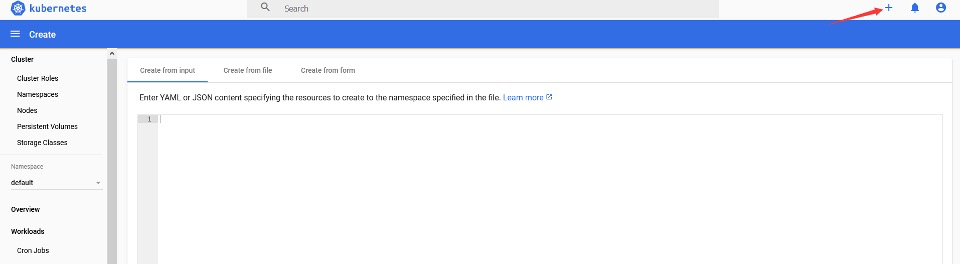 kubernetes
Search
+
Create
Cluster
Cluster Roles
Namespaces
Nodes
Persistent Volumes
Storage Classes
Namespace
default
Overview
Workloads
Cron Jobs
Create from input Create from file Create from form
Enter YAML or JSON content specifying the resources to create to the namespace specified in the file. Learn more
1